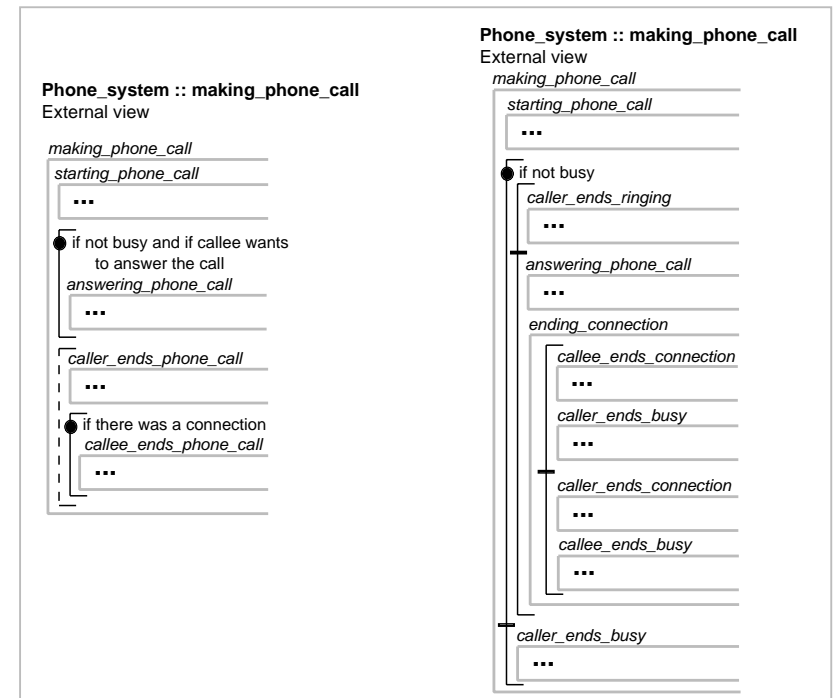 Phone_system :: making_phone_call
External view
making_phone_call
starting_phone_call
...
if not busy and if callee wants
to answer the call
answering_phone_call
...
caller_ends_phone_call
...
if there was a connection
callee_ends_phone_call
...
Phone_system :: making_phone_call
External view
making_phone_call
starting_phone_call
...
if not busy
caller_ends_ringing
...
answering_phone_call
...
ending_connection
callee_ends_connection
...
caller_ends_busy
...
caller_ends_connection
...
callee_ends_busy
...
caller_ends_busy
...